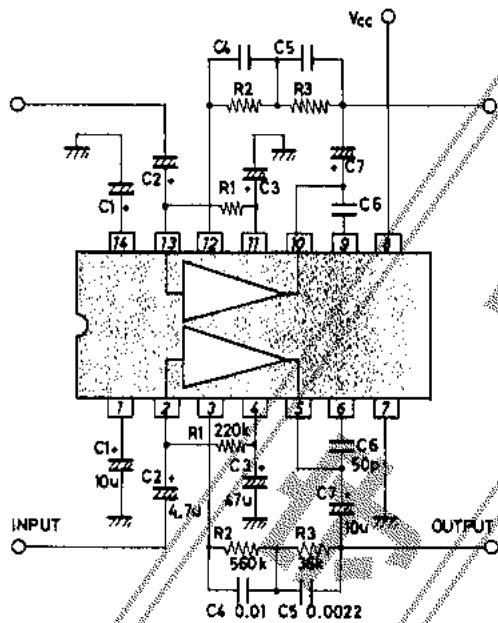 Vcc
C4 C5
R2 R3
C1 C2 R1 C3 C7
C6
14 13 12 11 10 9 8
1 2 3 4 5 6 7
C1 10u
C2 4.7u
R1 220k
C3 47u
C6 50p
C7 10u
INPUT
OUTPUT
R2 560k
R3 36k
C4 0.01 C5 0.0022